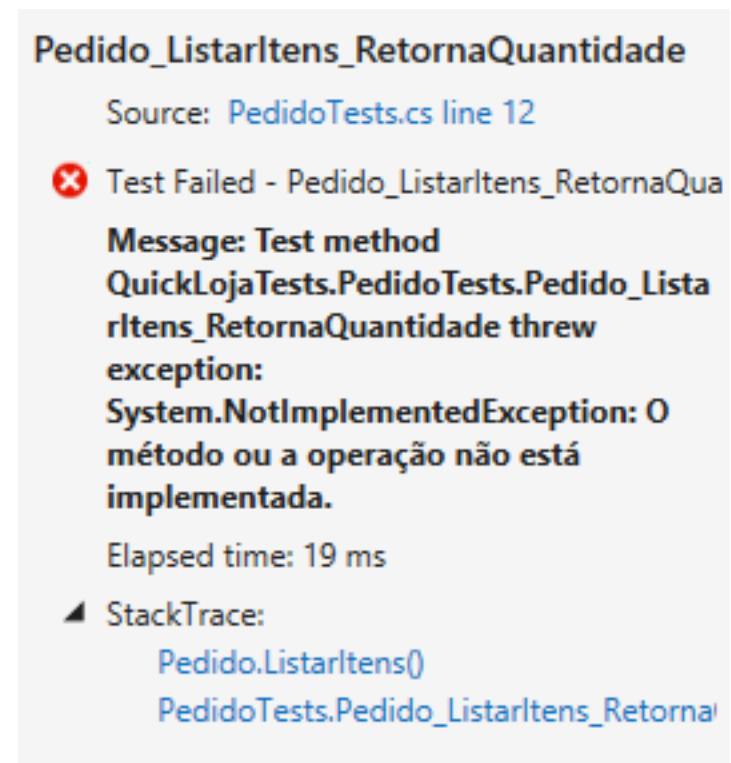 Pedido_ListarItens_RetornaQuantidade
Source: PedidoTests.cs line 12
Test Failed - Pedido_ListarItens_RetornaQua
Message: Test method
QuickLojaTests.PedidoTests.Pedido_Lista
rItens_RetornaQuantidade threw
exception:
System.NotImplementedException: O
método ou a operação não está
implementada.
Elapsed time: 19 ms
StackTrace:
Pedido.ListarItens()
PedidoTests.Pedido_ListarItens_Retorna